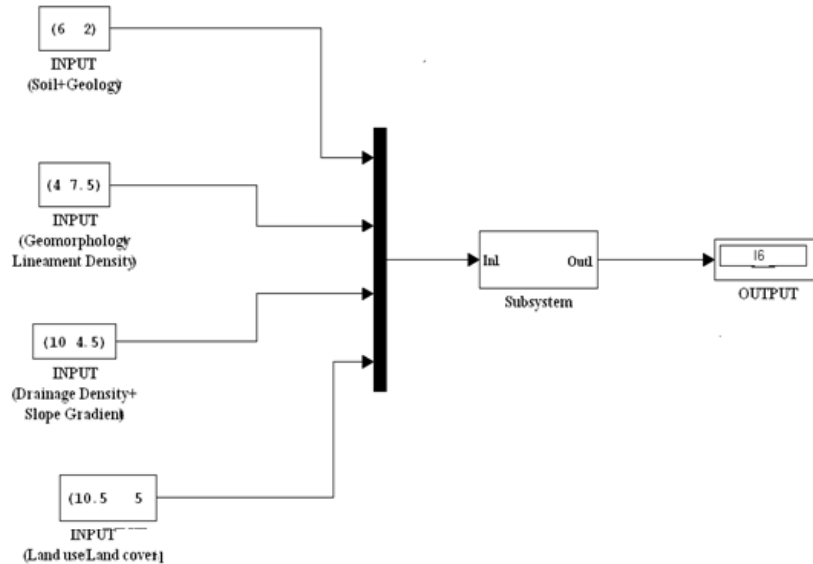 (6 2)
INPUT
(Soil+Geology)
(4 7.5)
INPUT
(Geomorphology
Lineament Density)
(10 4.5)
INPUT
(Drainage Density+
Slope Gradient)
(10.5 5
INPUT
(Land use/Land cover+]
In1 Out1
Subsystem
16
OUTPUT